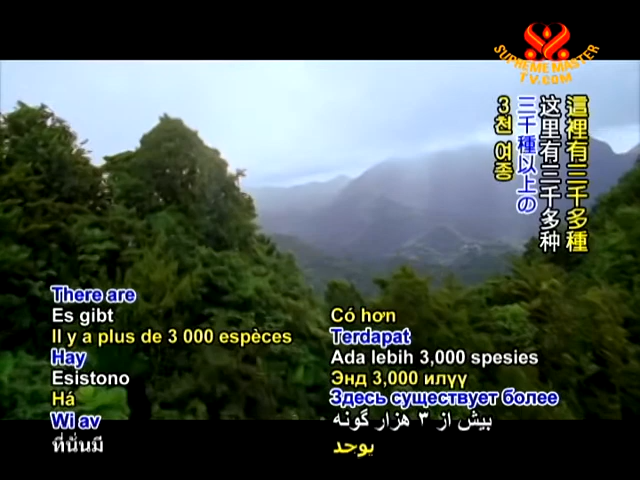 SUPREME MASTER
TV.COM
這裡有三千多種
这里有三千多种
三千種以上の
3천 여종
There are
Es gibt
Il y a plus de 3 000 espèces
Hay
Esistono
Há
Wi av
ที่นั่นมี
Có hơn
Terdapat
Ada lebih 3,000 spesies
Энд 3,000 илүү
Здесь существует более
بیش از ۳ هزار گونه
يوجد